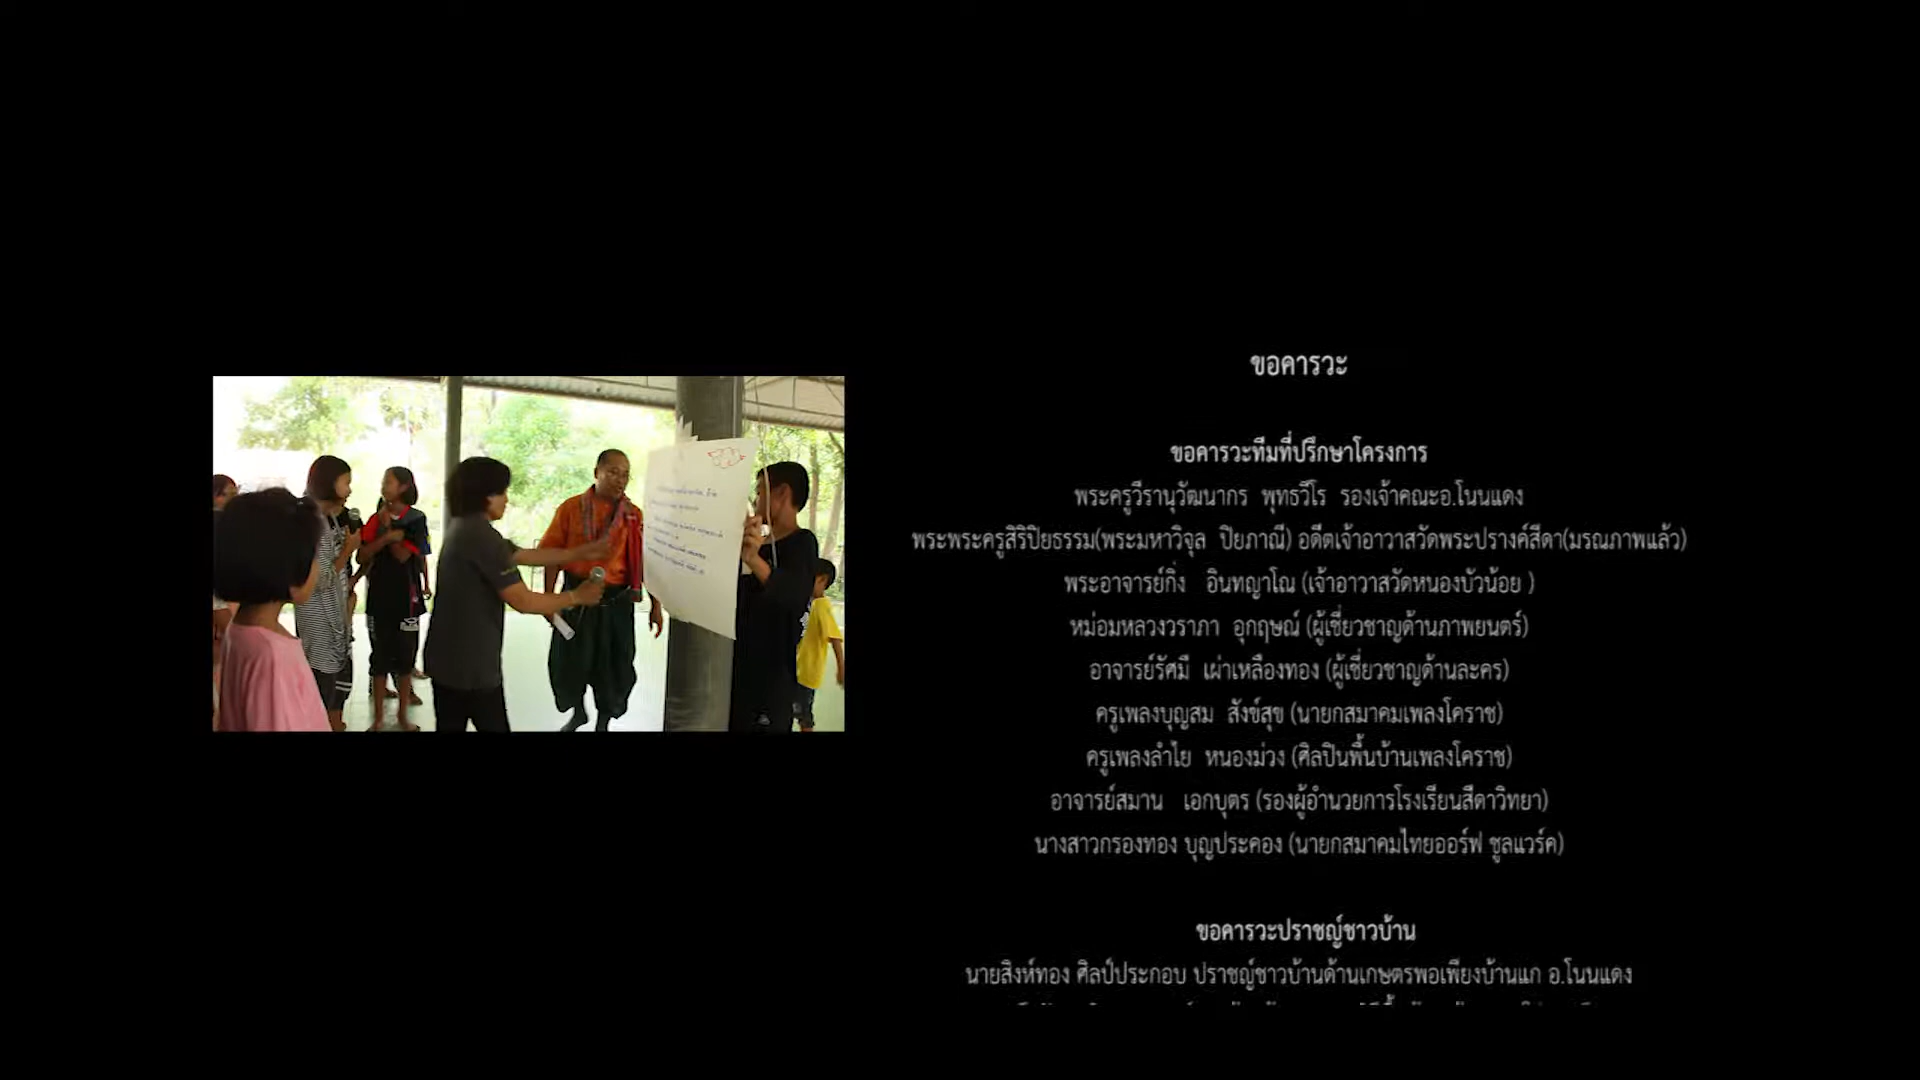 ขอคารวะ
ขอคารวะทีมที่ปรึกษาโครงการ
พระครูวีรานุวัฒนากร พุทธวีโร รองเจ้าคณะอ.โนนแดง
พระพระครูสิริปิยธรรม(พระมหาวิจุล ปิยภาณี) อดีตเจ้าอาวาสวัดพระปรางค์สีดา(มรณภาพแล้ว)
พระอาจารย์กิ่ง อินทญาโณ (เจ้าอาวาสวัดหนองบัวน้อย )
หม่อมหลวงวราภา อุกฤษณ์ (ผู้เชี่ยวชาญด้านภาพยนตร์)
อาจารย์รัศมี เผ่าเหลืองทอง (ผู้เชี่ยวชาญด้านละคร)
ครูเพลงบุญสม สังข์สุข (นายกสมาคมเพลงโคราช)
ครูเพลงลำไย หนองม่วง (ศิลปินพื้นบ้านเพลงโคราช)
อาจารย์สมาน เอกบุตร (รองผู้อำนวยการโรงเรียนสีดาวิทยา)
นางสาวกรองทอง บุญประคอง (นายกสมาคมไทยออร์ฟ ชูลแวร์ค)
ขอคารวะปราชญ์ชาวบ้าน
นายสิงห์ทอง ศิลป์ประกอบ ปราชญ์ชาวบ้านด้านเกษตรพอเพียงบ้านแก อ.โนนแดง